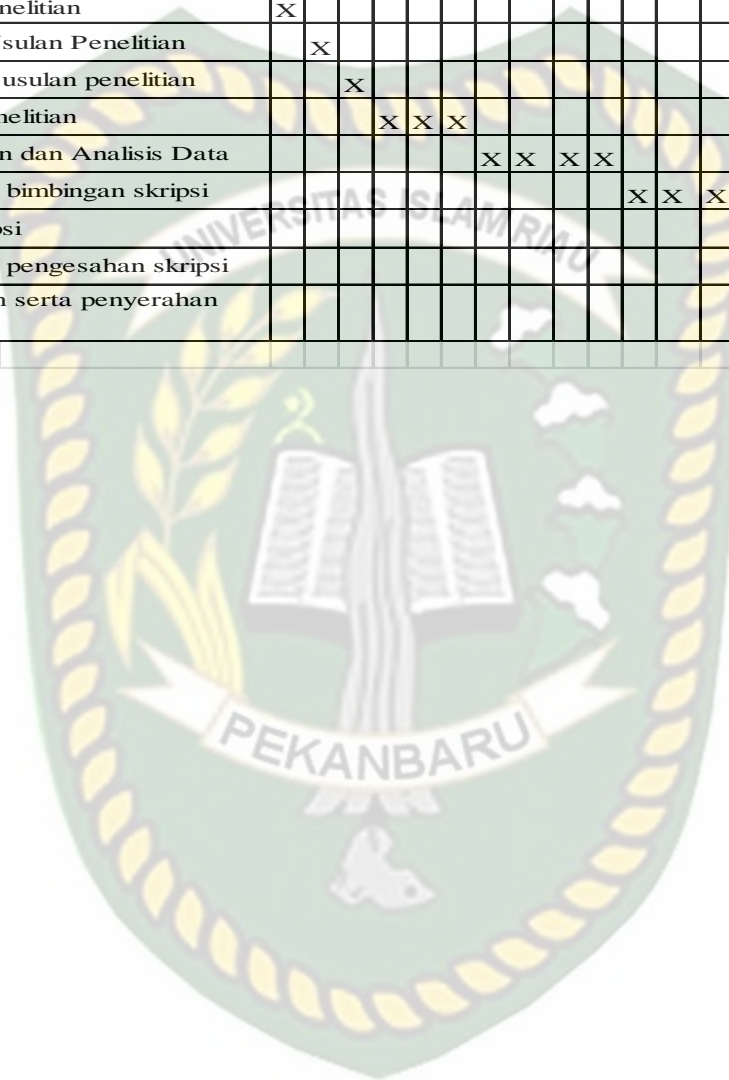 nelitian X
sulan Penelitian X
usulan penelitian X
nelitian X X X
n dan Analisis Data X X X X
bimbingan skripsi X X X
si
pengesahan skripsi
n serta penyerahan
UNIVERSITAS ISLAM RIAU
PEKANBARU